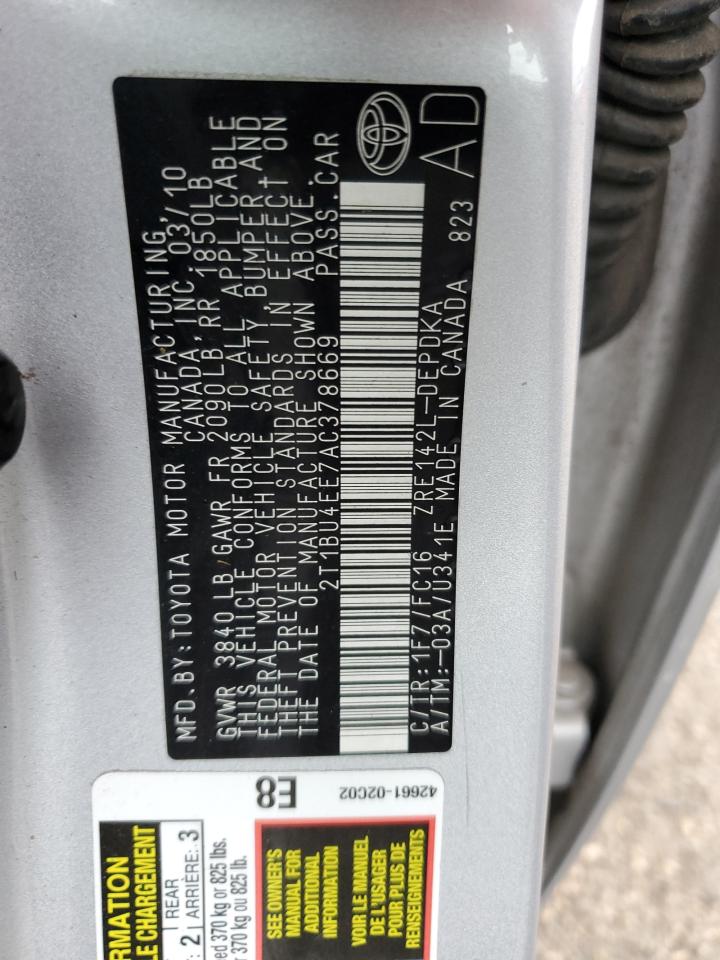 MFD.BY:TOYOTA MOTOR MANUFACTURING,
CANADA, INC. 03/10
GVWR 3840 LB GAWR FR 2090LB RR 1850LB
THIS VEHICLE CONFORMS TO ALL APPLICABLE
FEDERAL MOTOR VEHICLE SAFETY BUMPER AND
THEFT PREVENTION STANDARDS IN EFFECT ON
THE DATE OF MANUFACTURE SHOWN ABOVE.
2T1BU4EE7AC378669 PASS.CAR
C/TR:1F7/FC16 ZRE142L-DEPDKA 823 AD
A/TM:-03A/U341E MADE IN CANADA
E8
42661-02C02
CHARGEMENT
2 | REAR
2 | ARRIÈRE: 3
370 kg or 825 lbs.
370 kg ou 825 lb.
SEE OWNER'S
MANUAL FOR
ADDITIONAL
INFORMATION
VOIR LE MANUEL
DE L'USAGER
POUR PLUS DE
RENSEIGNEMENTS